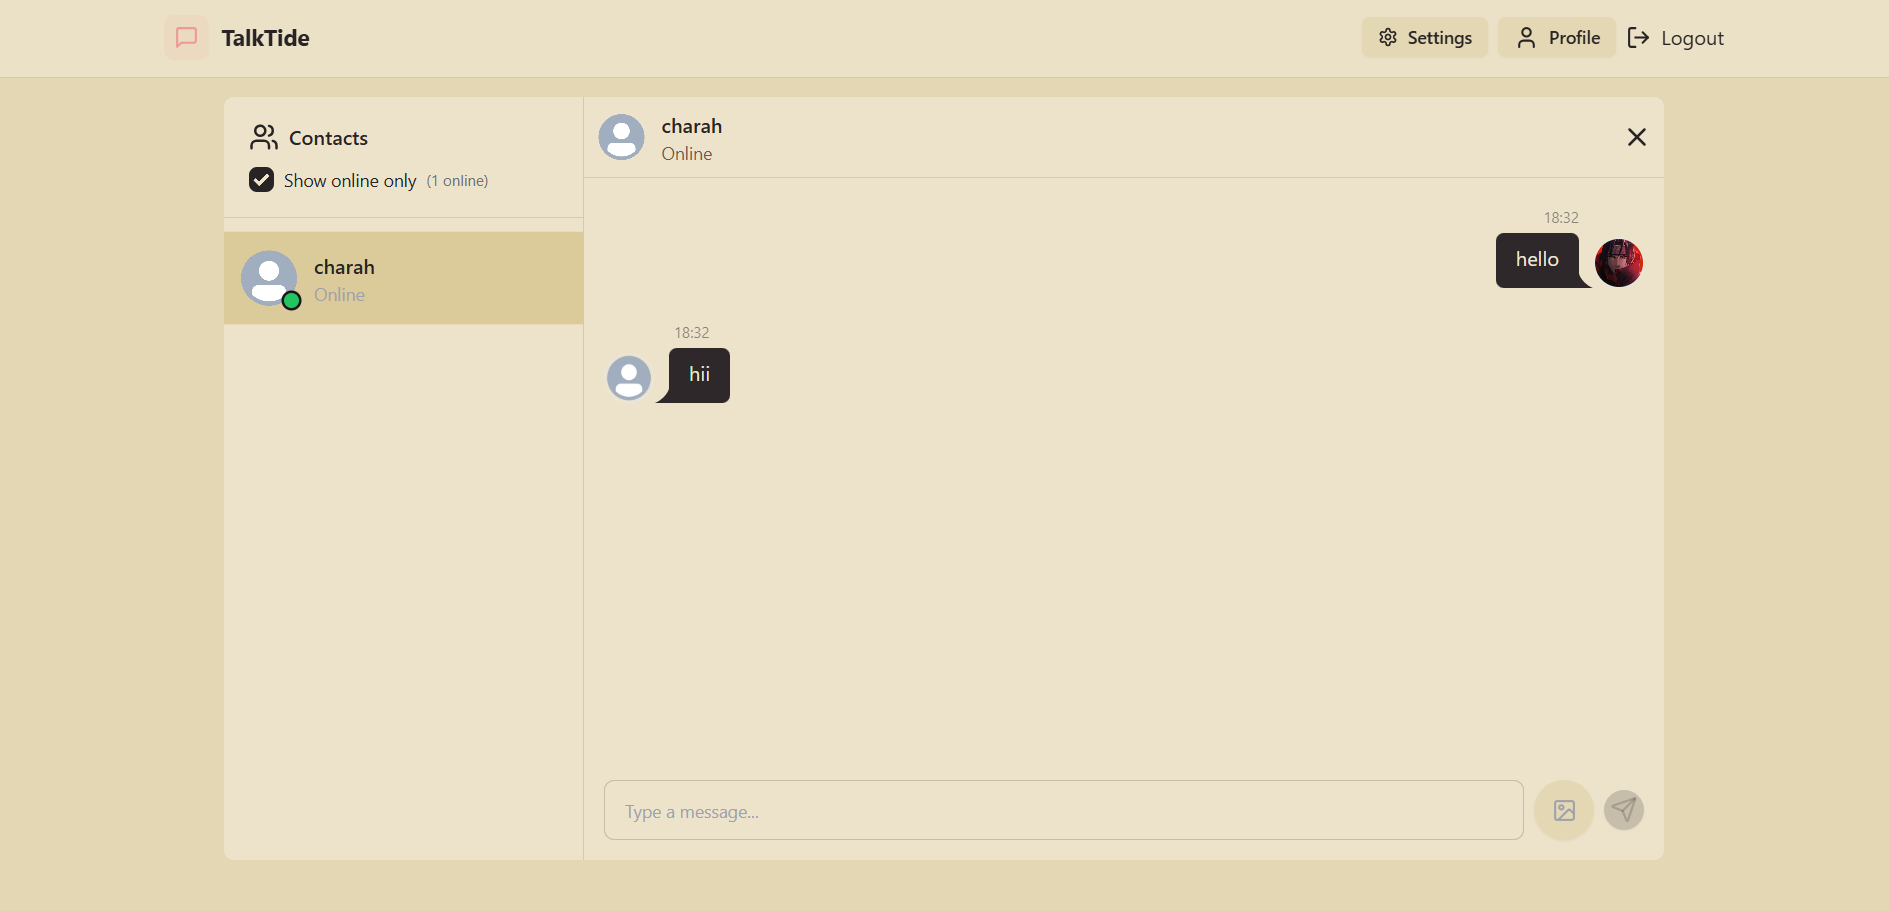 TalkTide
Settings
Profile
Logout
Contacts
Show online only (1 online)
charah
Online
charah
Online
18:32
hello
18:32
hii
Type a message...